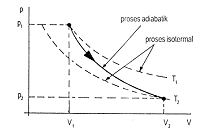 p
proses adiabatik
p₁
proses isotermal
T₁
p₂
T₂
V₁
V₂
V